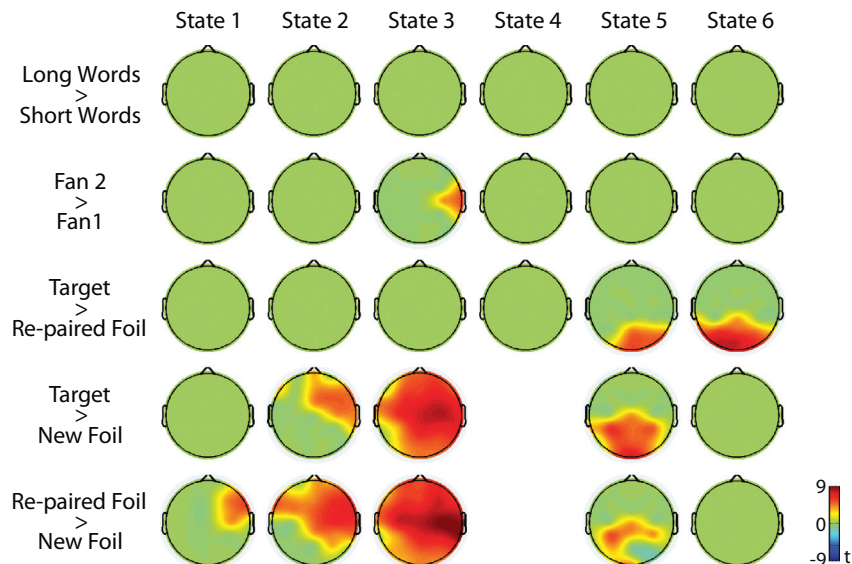 State 1 State 2 State 3 State 4 State 5 State 6
Long Words
>
Short Words
Fan 2
>
Fan1
Target
>
Re-paired Foil
Target
>
New Foil
Re-paired Foil
>
New Foil
9
0
-9 t